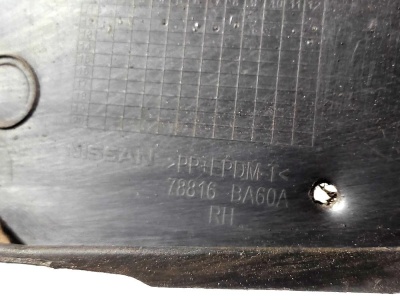 NISSAN >PP+EPDM-T<
78816 BA60A
RH